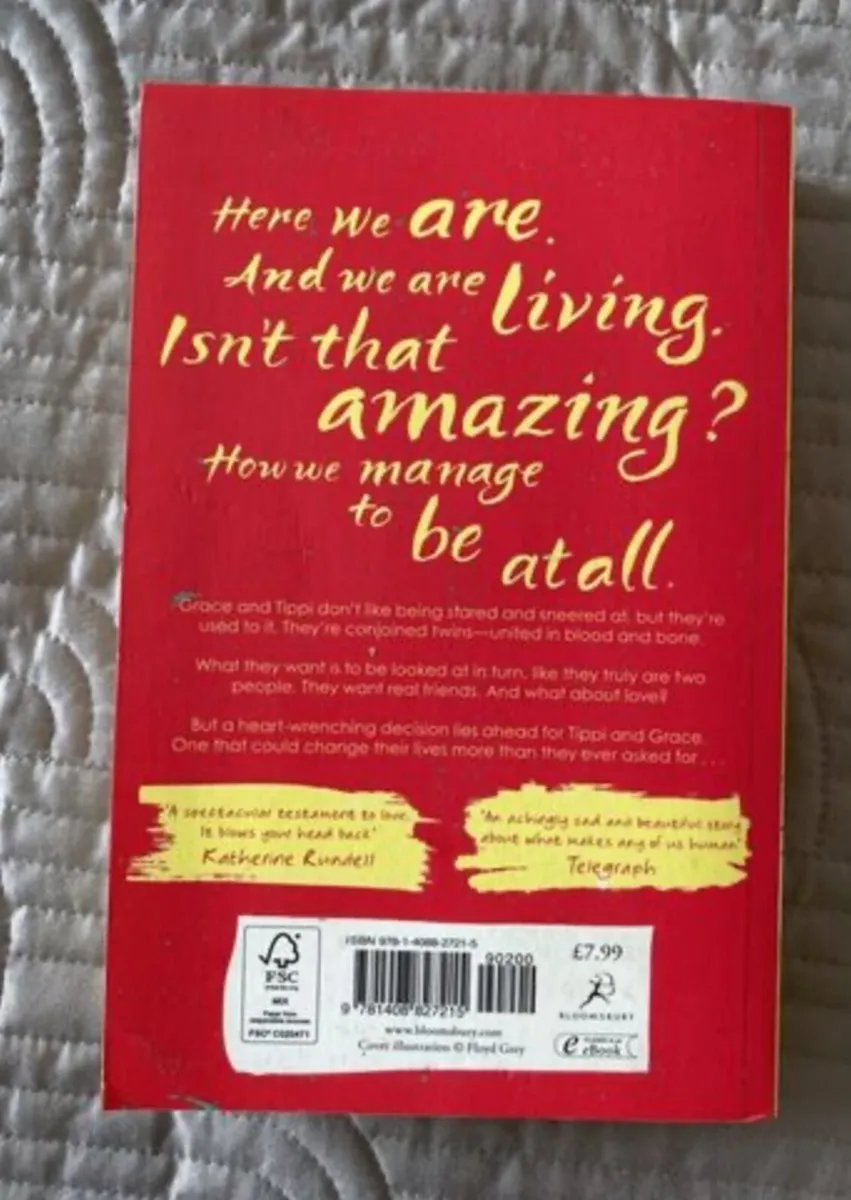 Here we are.
And we are living.
Isn't that
amazing?
How we manage
to be at all.
Grace and Tippi don't like being stared and sneered at, but they're
used to it. They're conjoined twins—united in blood and bone.
What they want is to be looked at in turn, like they truly are two
people. They want real friends. And what about love?
But a heart-wrenching decision lies ahead for Tippi and Grace.
One that could change their lives more than they ever asked for . . .
'A spectacular testament to love.
It blows your head back'
Katherine Rundell
'An achingly sad and beautiful story
about what makes any of us human'
Telegraph
FSC
MIX
Paper from
responsible sources
FSC® C020471
ISBN 978-1-4088-2721-5
90200
9 781408 827215
£7.99
BLOOMSBURY
www.bloomsbury.com
Cover illustration © Floyd Grey
eBook